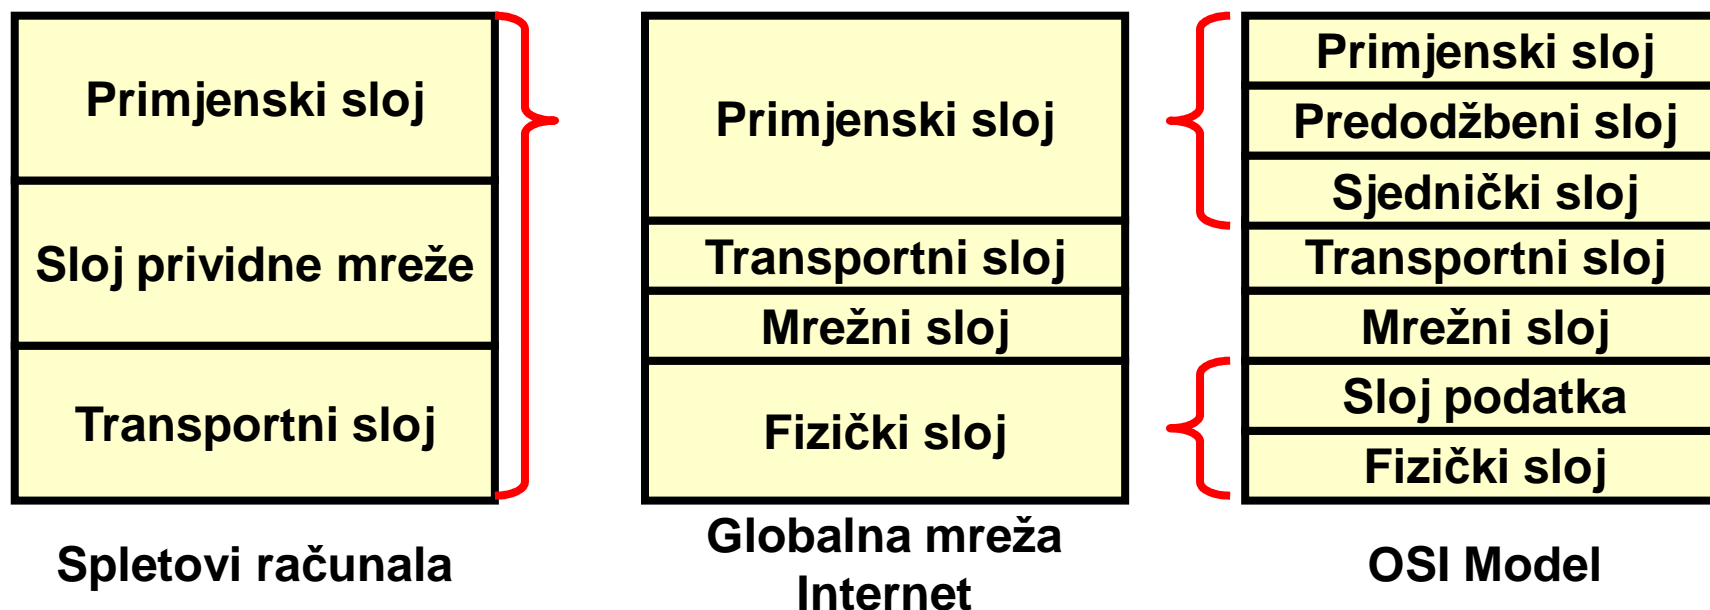 Primjenski sloj
Sloj prividne mreže
Transportni sloj
Spletovi računala
Primjenski sloj
Transportni sloj
Mrežni sloj
Fizički sloj
Globalna mreža
Internet
Primjenski sloj
Predodžbeni sloj
Sjednički sloj
Transportni sloj
Mrežni sloj
Sloj podatka
Fizički sloj
OSI Model